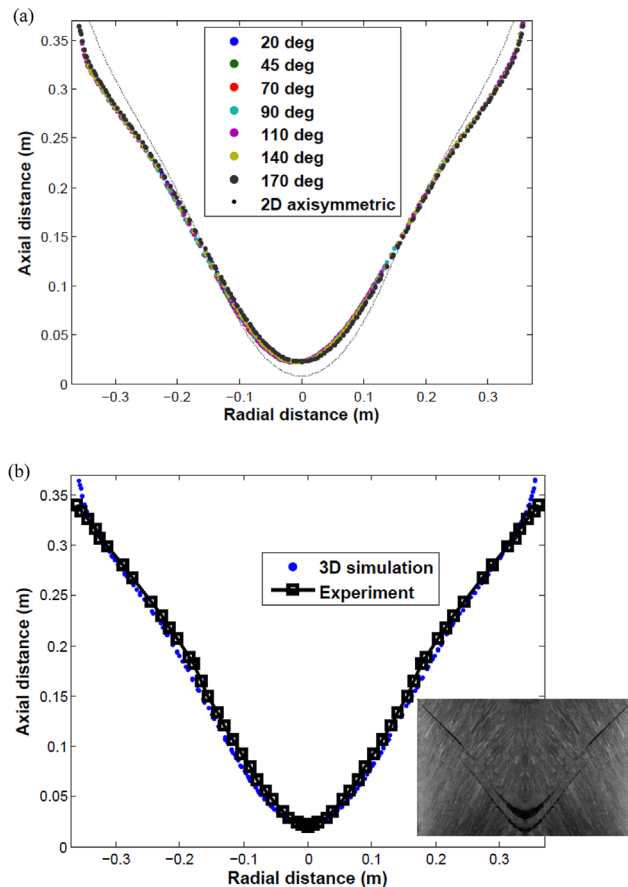 (a)
0.35
0.3
0.25
0.2
0.15
0.1
0.05
0
Axial distance (m)
20 deg
45 deg
70 deg
90 deg
110 deg
140 deg
170 deg
2D axisymmetric
−0.3 −0.2 −0.1 0 0.1 0.2 0.3
Radial distance (m)
(b)
0.35
0.3
0.25
0.2
0.15
0.1
0.05
0
Axial distance (m)
3D simulation
Experiment
−0.3 −0.2 −0.1 0 0.1 0.2 0.3
Radial distance (m)